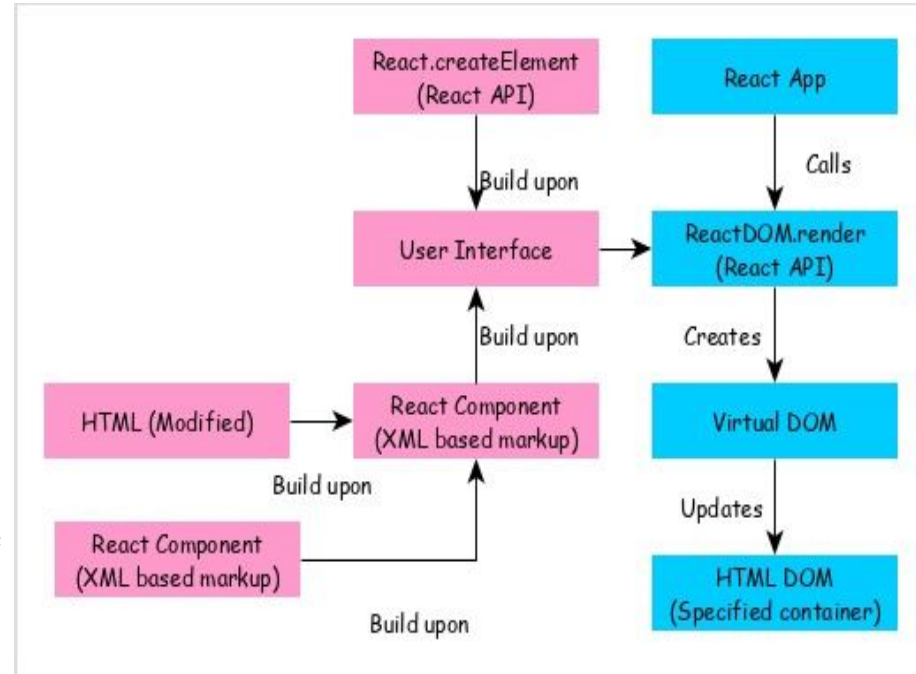 React.createElement
(React API)
React App
Build upon
Calls
User Interface
ReactDOM.render
(React API)
Build upon
Creates
HTML (Modified)
React Component
(XML based markup)
Virtual DOM
Build upon
Updates
React Component
(XML based markup)
HTML DOM
(Specified container)
Build upon